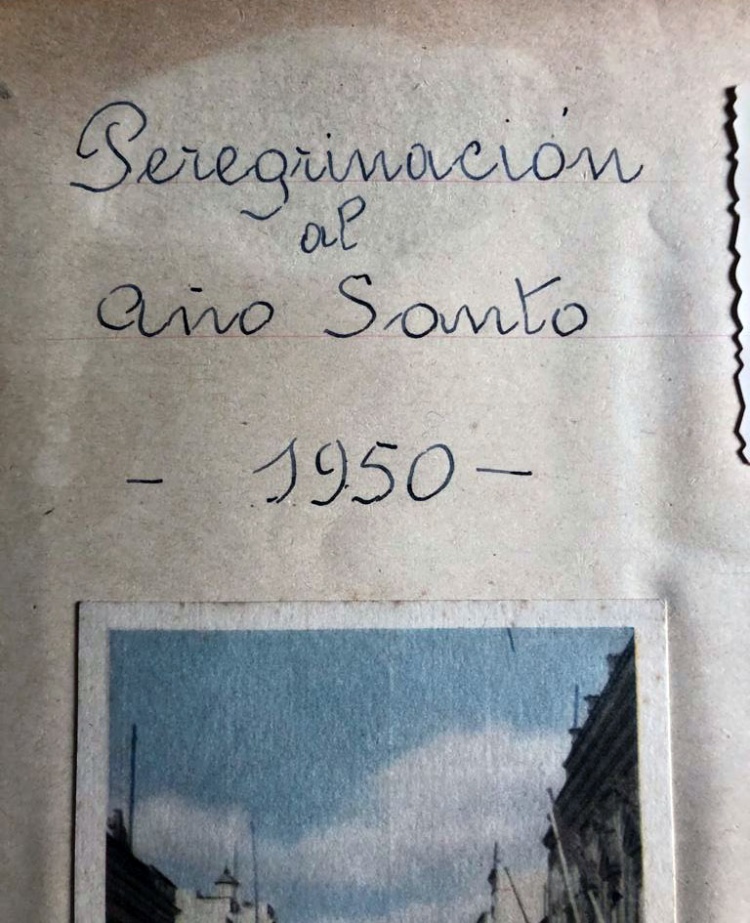 Peregrinación
al
año Santo
- 1950 -